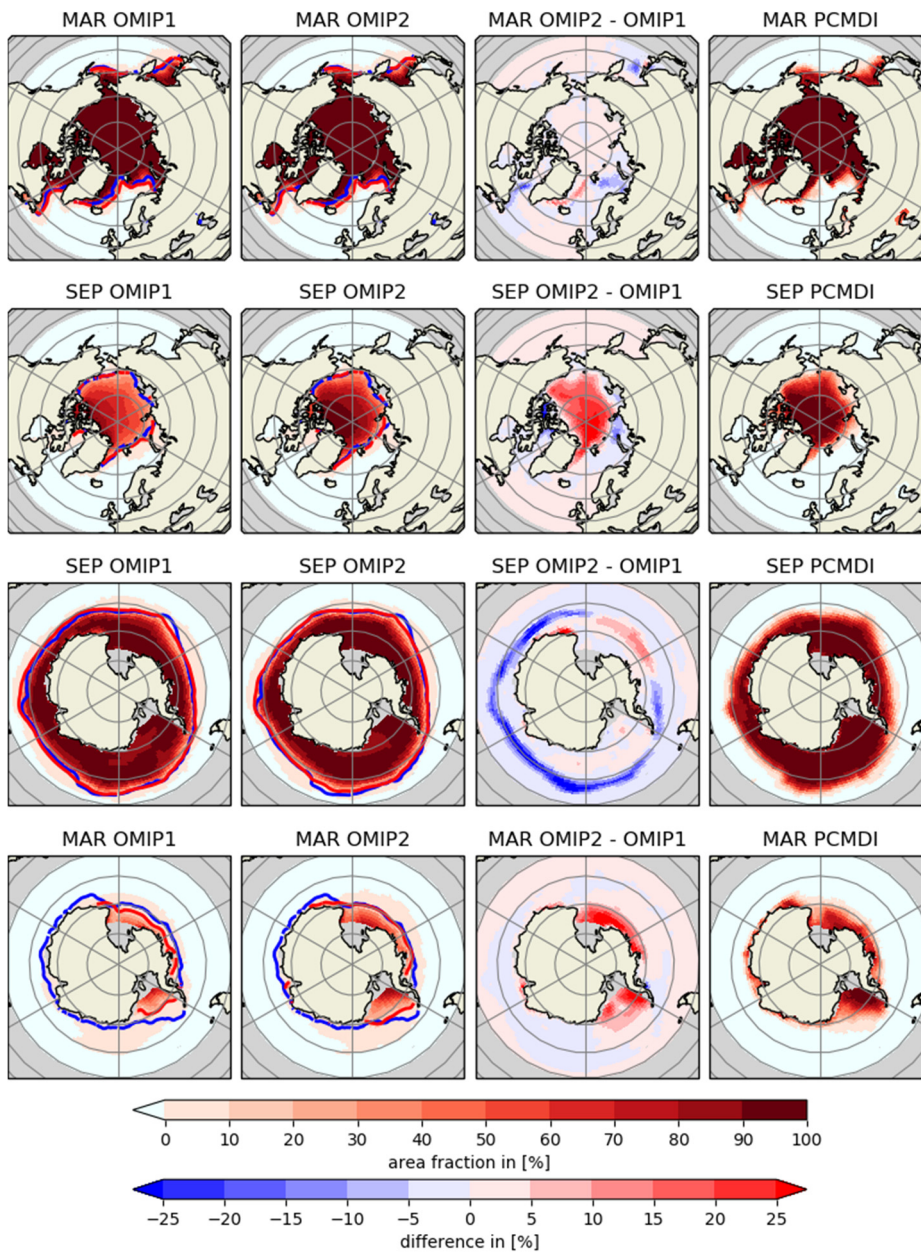 MAR OMIP1 MAR OMIP2 MAR OMIP2 - OMIP1 MAR PCMDI
SEP OMIP1 SEP OMIP2 SEP OMIP2 - OMIP1 SEP PCMDI
SEP OMIP1 SEP OMIP2 SEP OMIP2 - OMIP1 SEP PCMDI
MAR OMIP1 MAR OMIP2 MAR OMIP2 - OMIP1 MAR PCMDI
0 10 20 30 40 50 60 70 80 90 100
area fraction in [%]
−25 −20 −15 −10 −5 0 5 10 15 20 25
difference in [%]